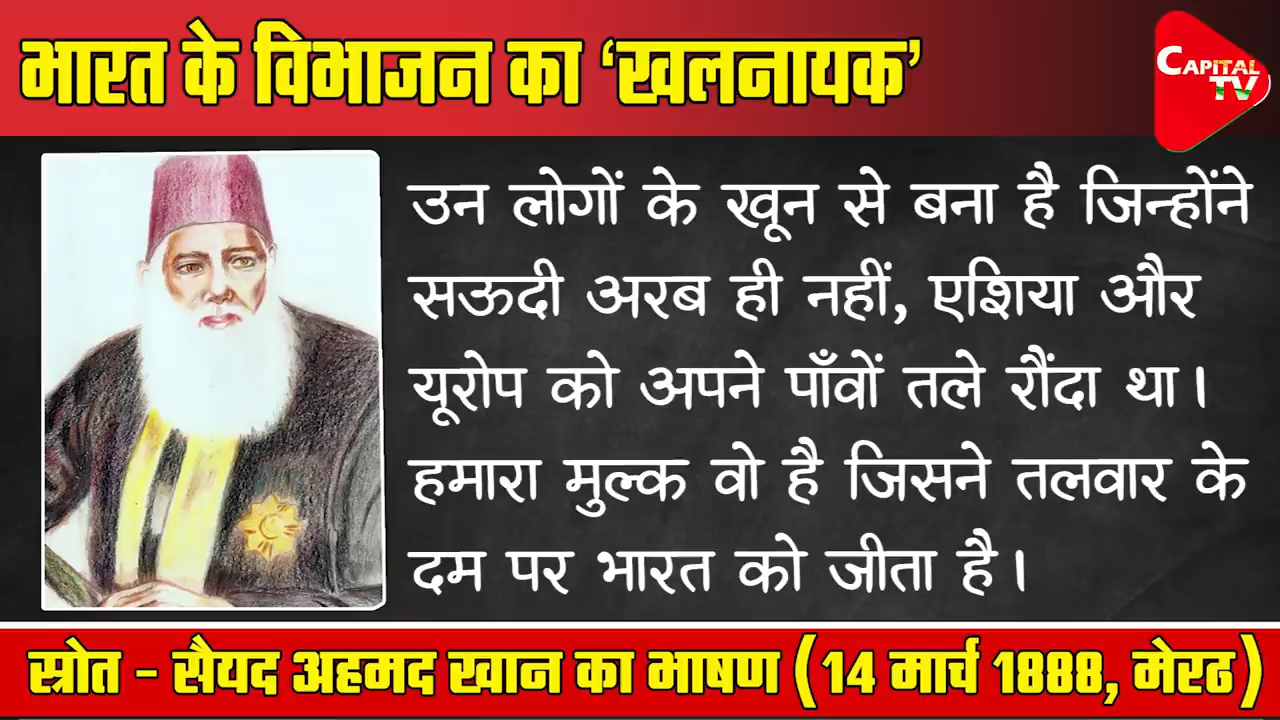 भारत के विभाजन का ‘खलनायक’
CAPITAL
TV
उन लोगों के खून से बना है जिन्होंने
सऊदी अरब ही नहीं, एशिया और
यूरोप को अपने पाँवों तले रौंदा था।
हमारा मुल्क वो है जिसने तलवार के
दम पर भारत को जीता है।
स्रोत - सैयद अहमद खान का भाषण (14 मार्च 1888, मेरठ)